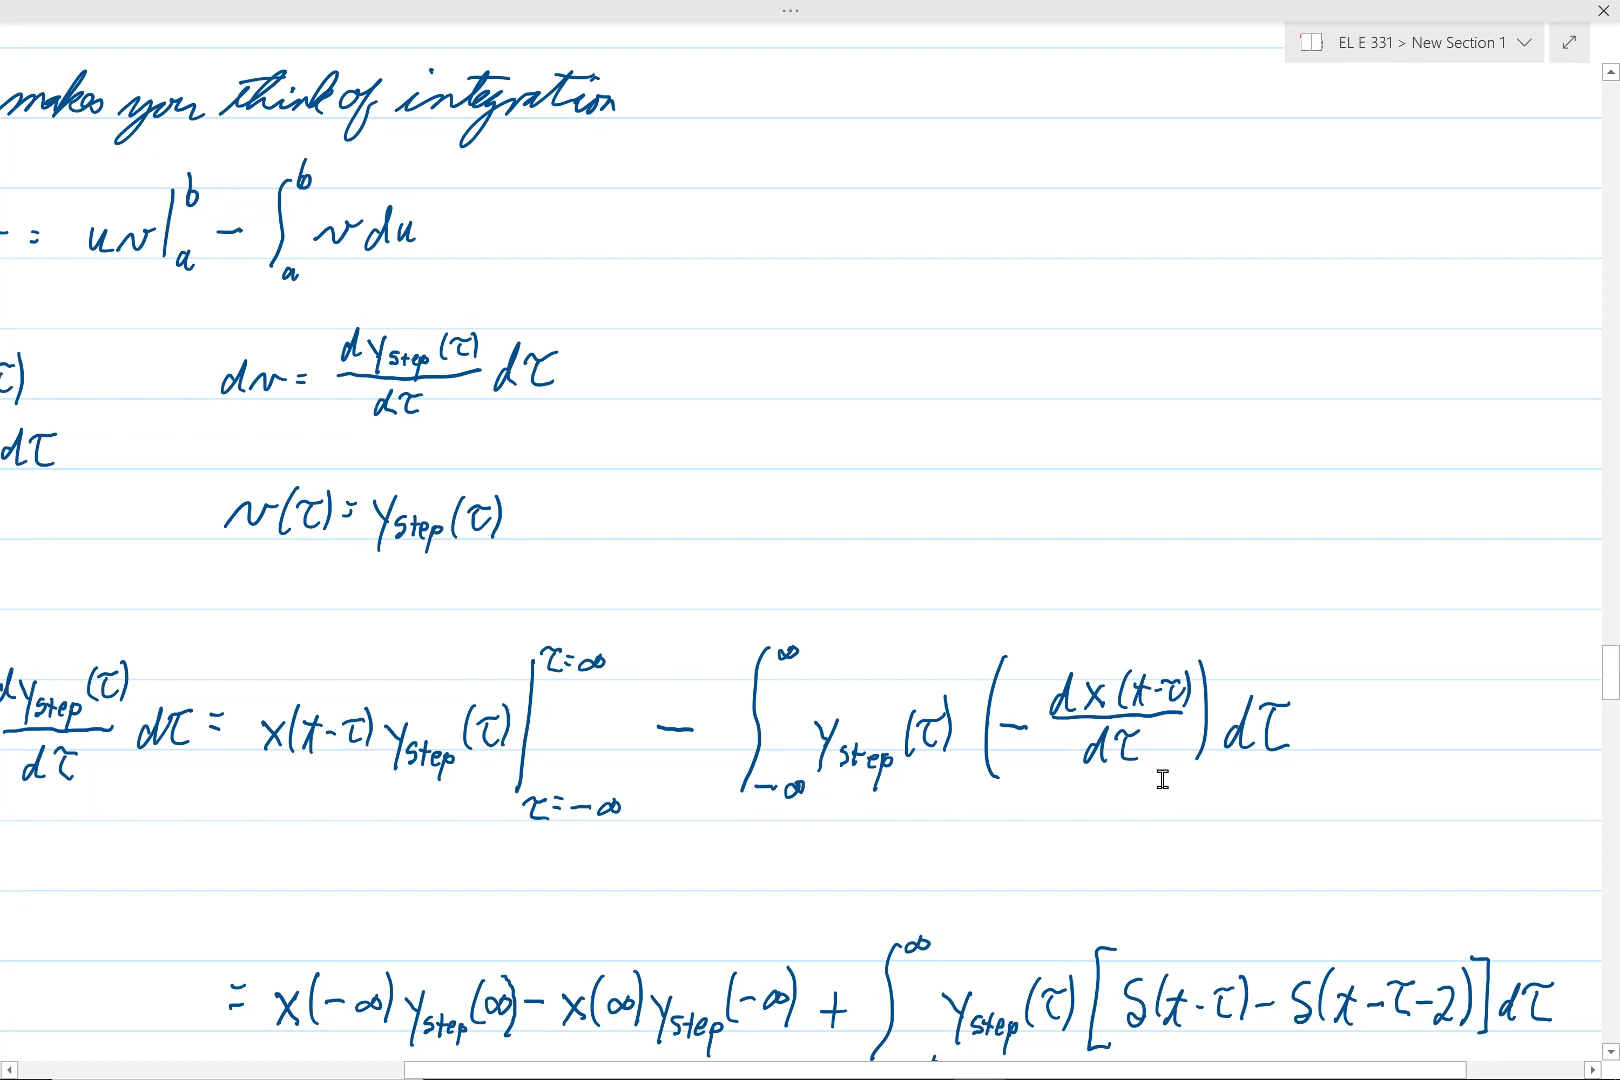 ...
EL E 331 > New Section 1
makes you think of integration
= uv|_a^b - ∫_a^b v du
τ) dv = dy_step(τ)/dτ dτ
dτ
v(τ) = y_step(τ)
dy_step(τ)/dτ dτ = x(t-τ) y_step(τ) |_{τ=-∞}^{τ=∞} - ∫_{-∞}^{∞} y_step(τ) (- dx(t-τ)/dτ) dτ
= x(-∞) y_step(∞) - x(∞) y_step(-∞) + ∫^∞ y_step(τ) [δ(t-τ) - δ(t-τ-2)] dτ